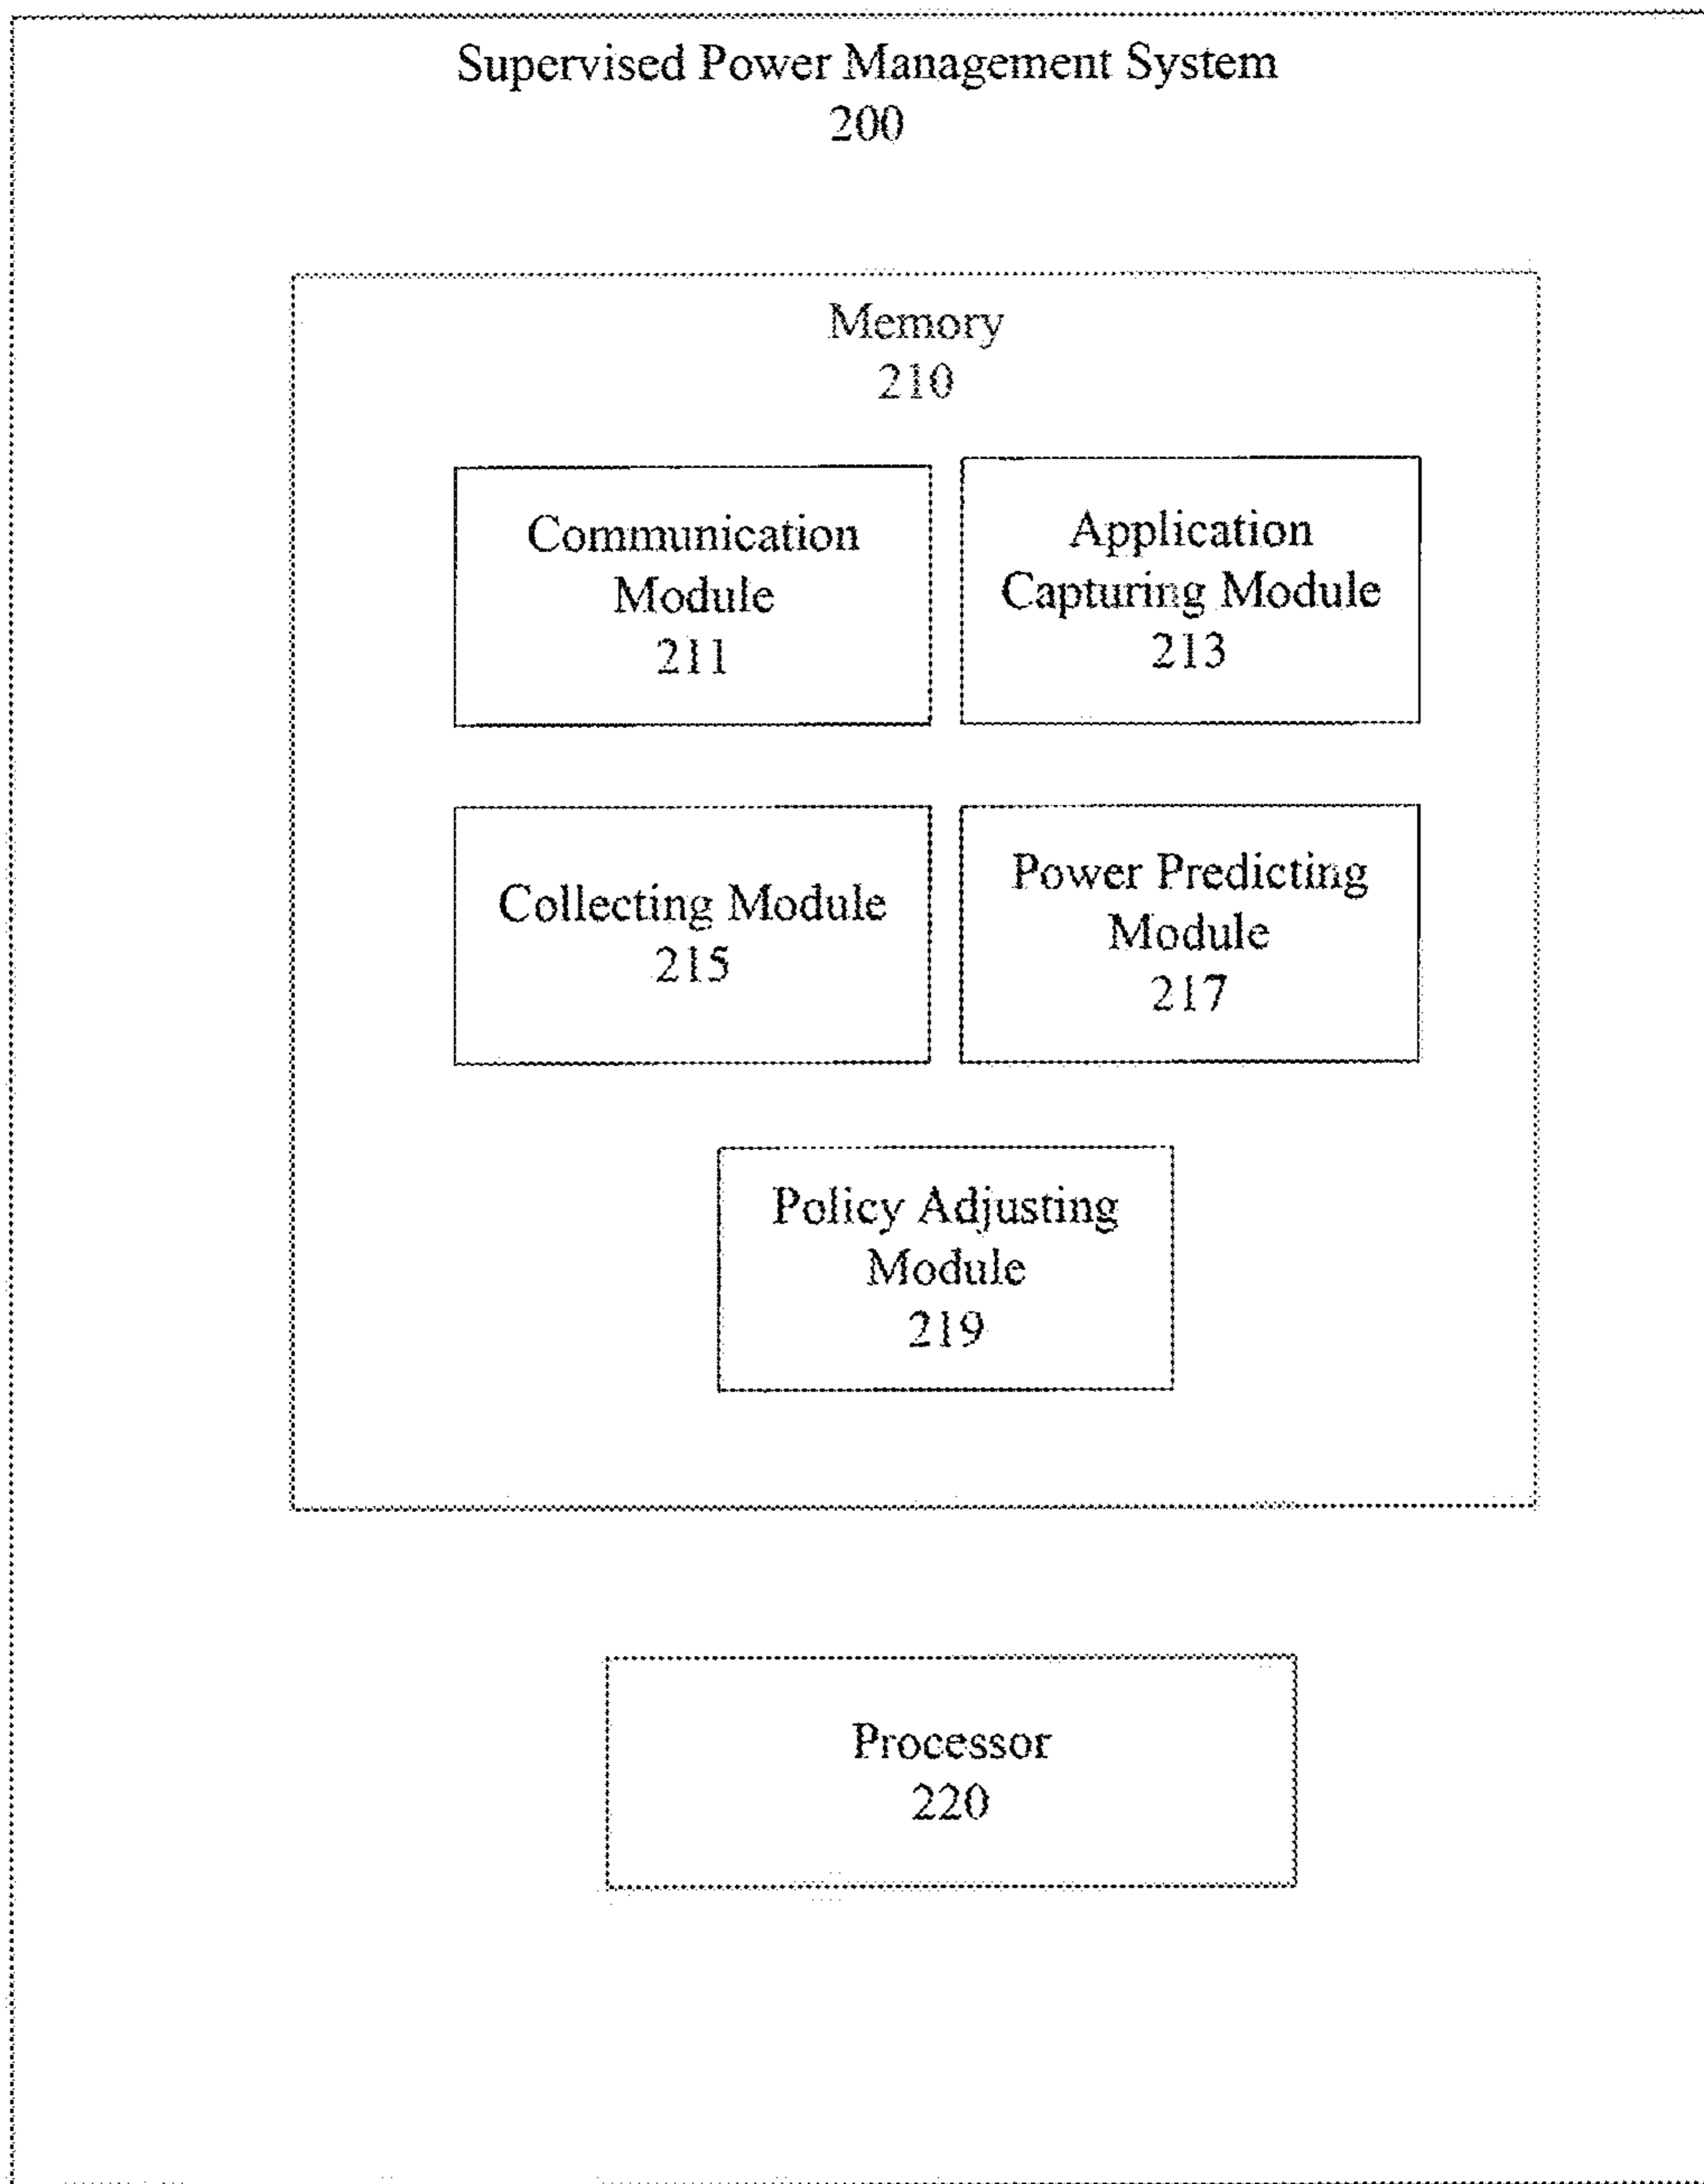 Supervised Power Management System
200
Memory
210
Communication
Module
211
Application
Capturing Module
213
Collecting Module
215
Power Predicting
Module
217
Policy Adjusting
Module
219
Processor
220